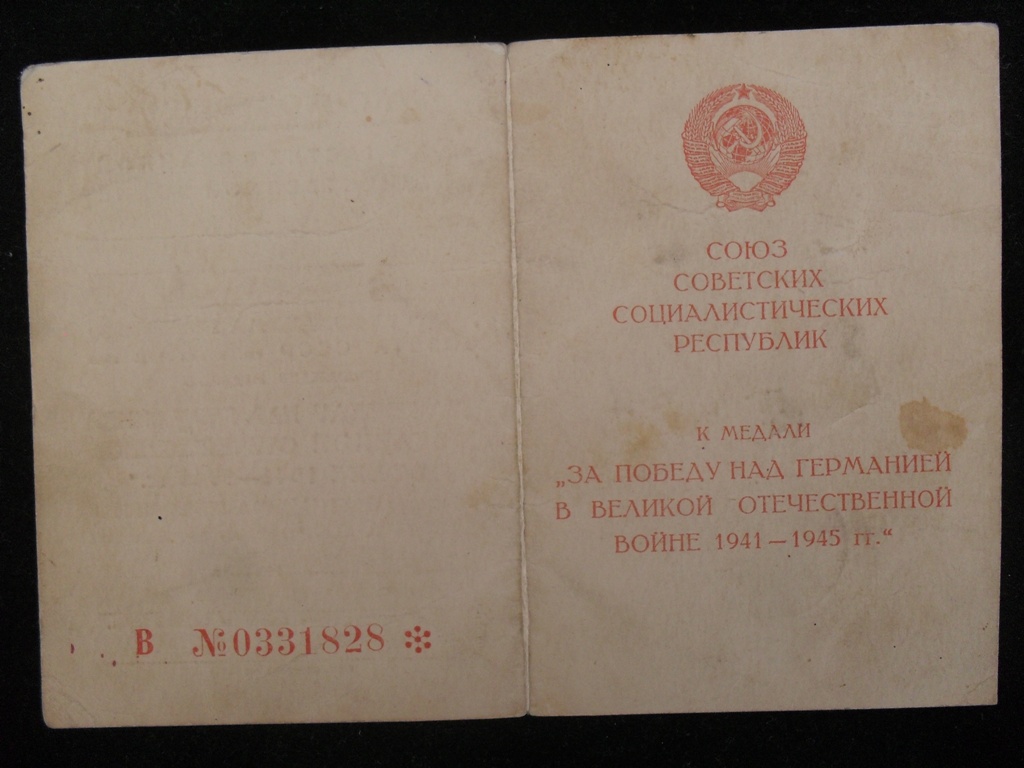 В №0331828
СОЮЗ
СОВЕТСКИХ
СОЦИАЛИСТИЧЕСКИХ
РЕСПУБЛИК
К МЕДАЛИ
„ЗА ПОБЕДУ НАД ГЕРМАНИЕЙ
В ВЕЛИКОЙ ОТЕЧЕСТВЕННОЙ
ВОЙНЕ 1941—1945 гг.“